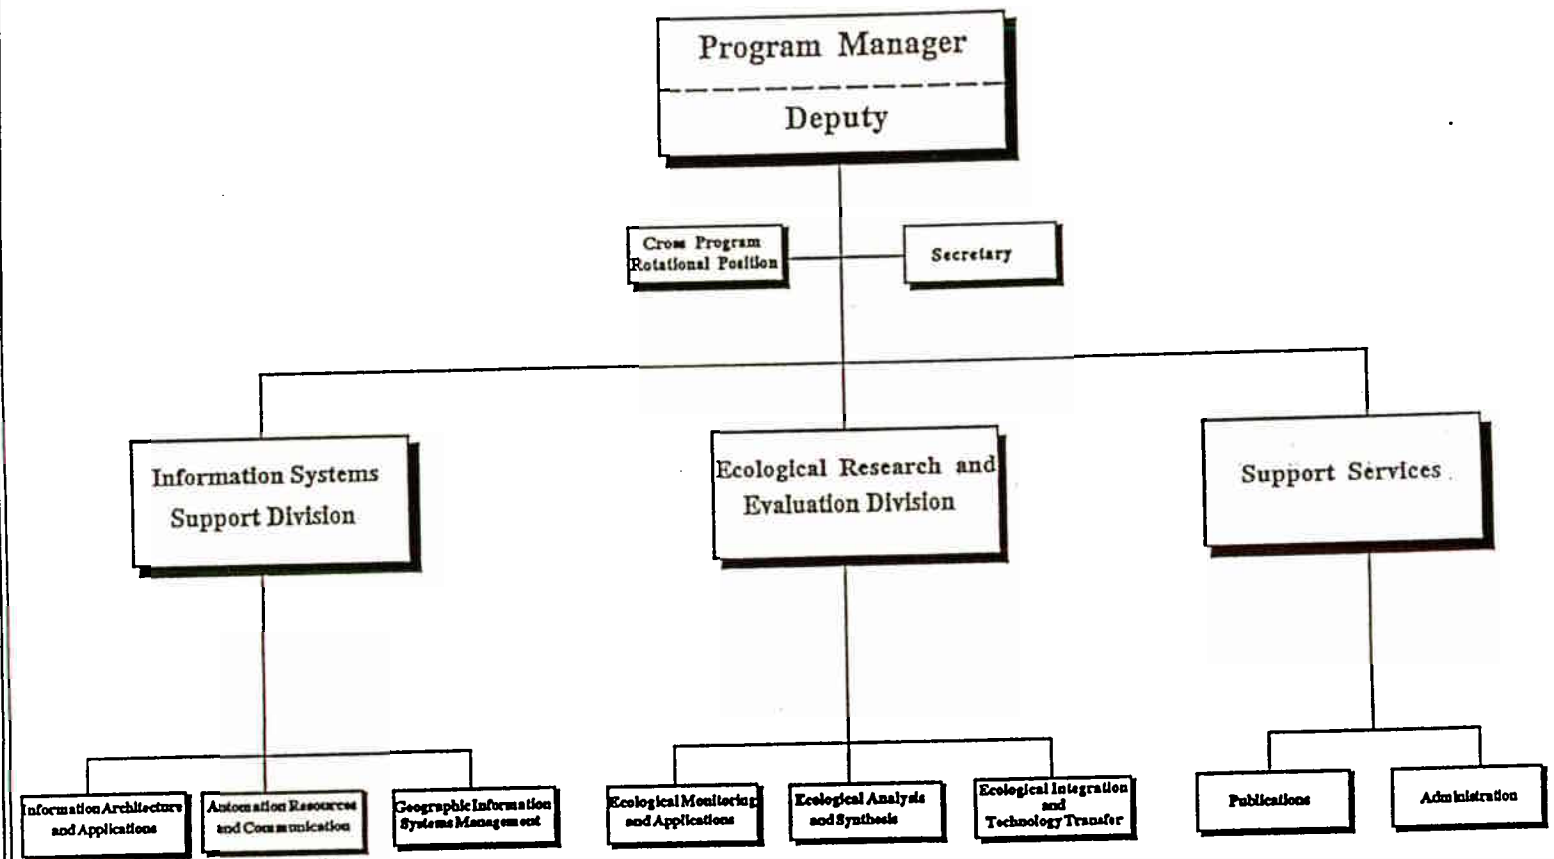 Program Manager
Deputy
Cross Program
Rotational Position
Secretary
Information Systems
Support Division
Ecological Research and
Evaluation Division
Support Services
Information Architecture
and Applications
Automation Resources
and Communication
Geographic Information
Systems Management
Ecological Monitoring
and Applications
Ecological Analysis
and Synthesis
Ecological Integration
and
Technology Transfer
Publications
Administration